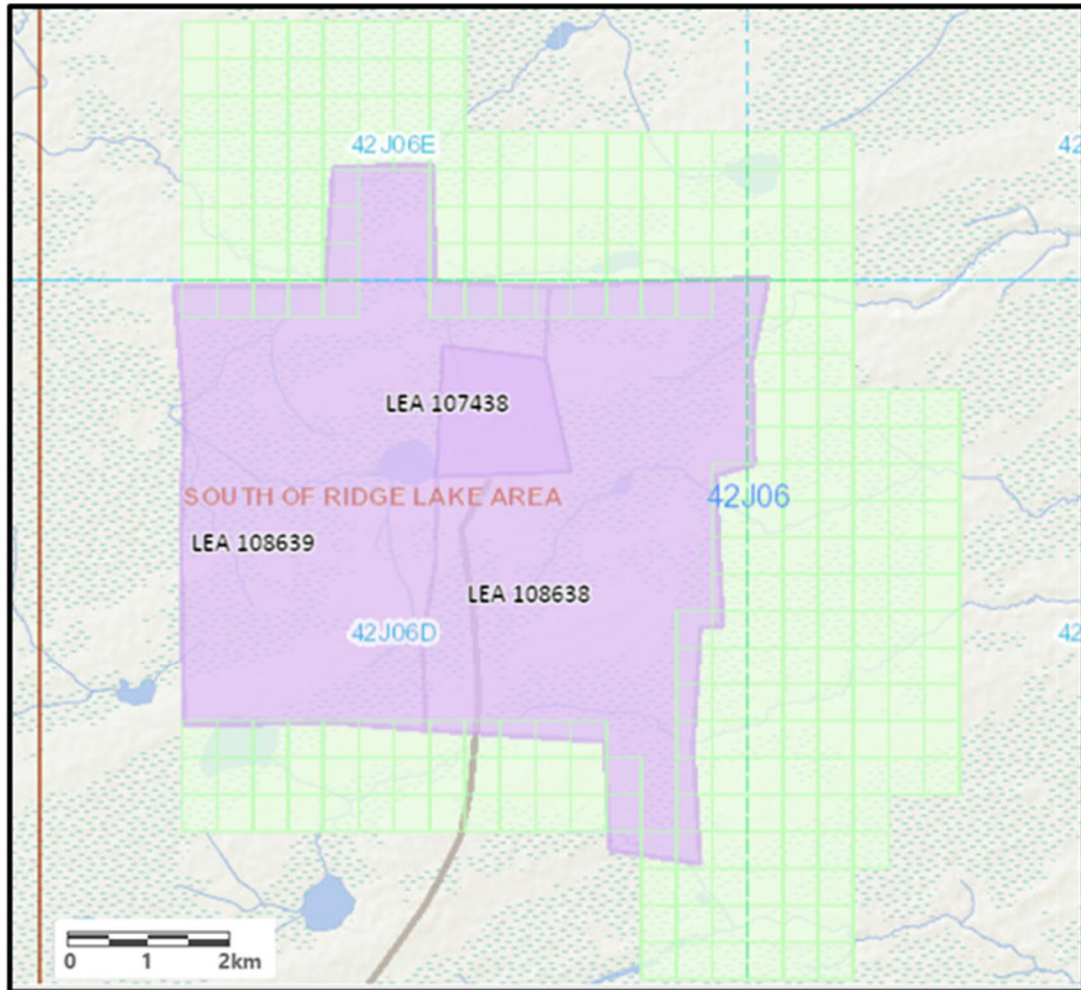 42J06E
42
LEA 107438
SOUTH OF RIDGE LAKE AREA
42J06
LEA 108639
LEA 108638
42J06D
42
0 1 2km